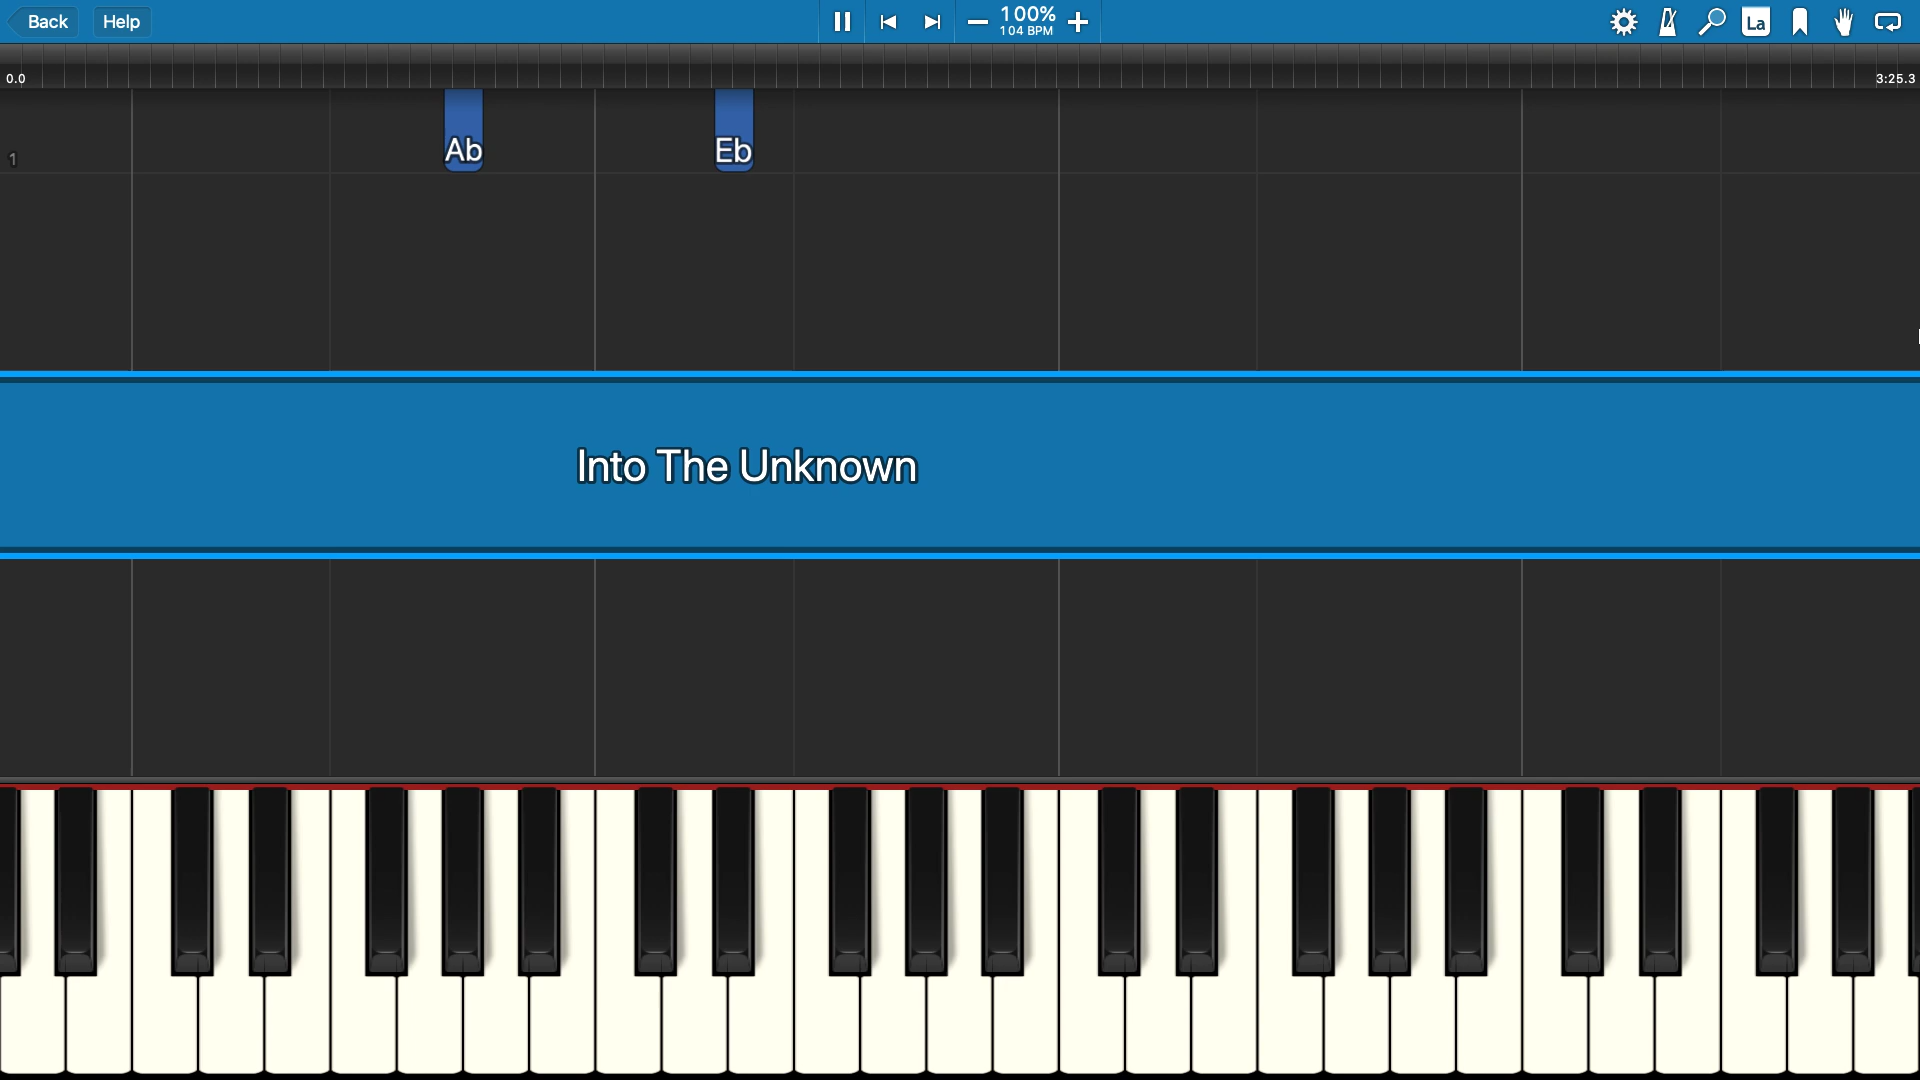 Back Help 100% La
104 BPM
0.0 3:25.3
Ab Eb
1
Into The Unknown